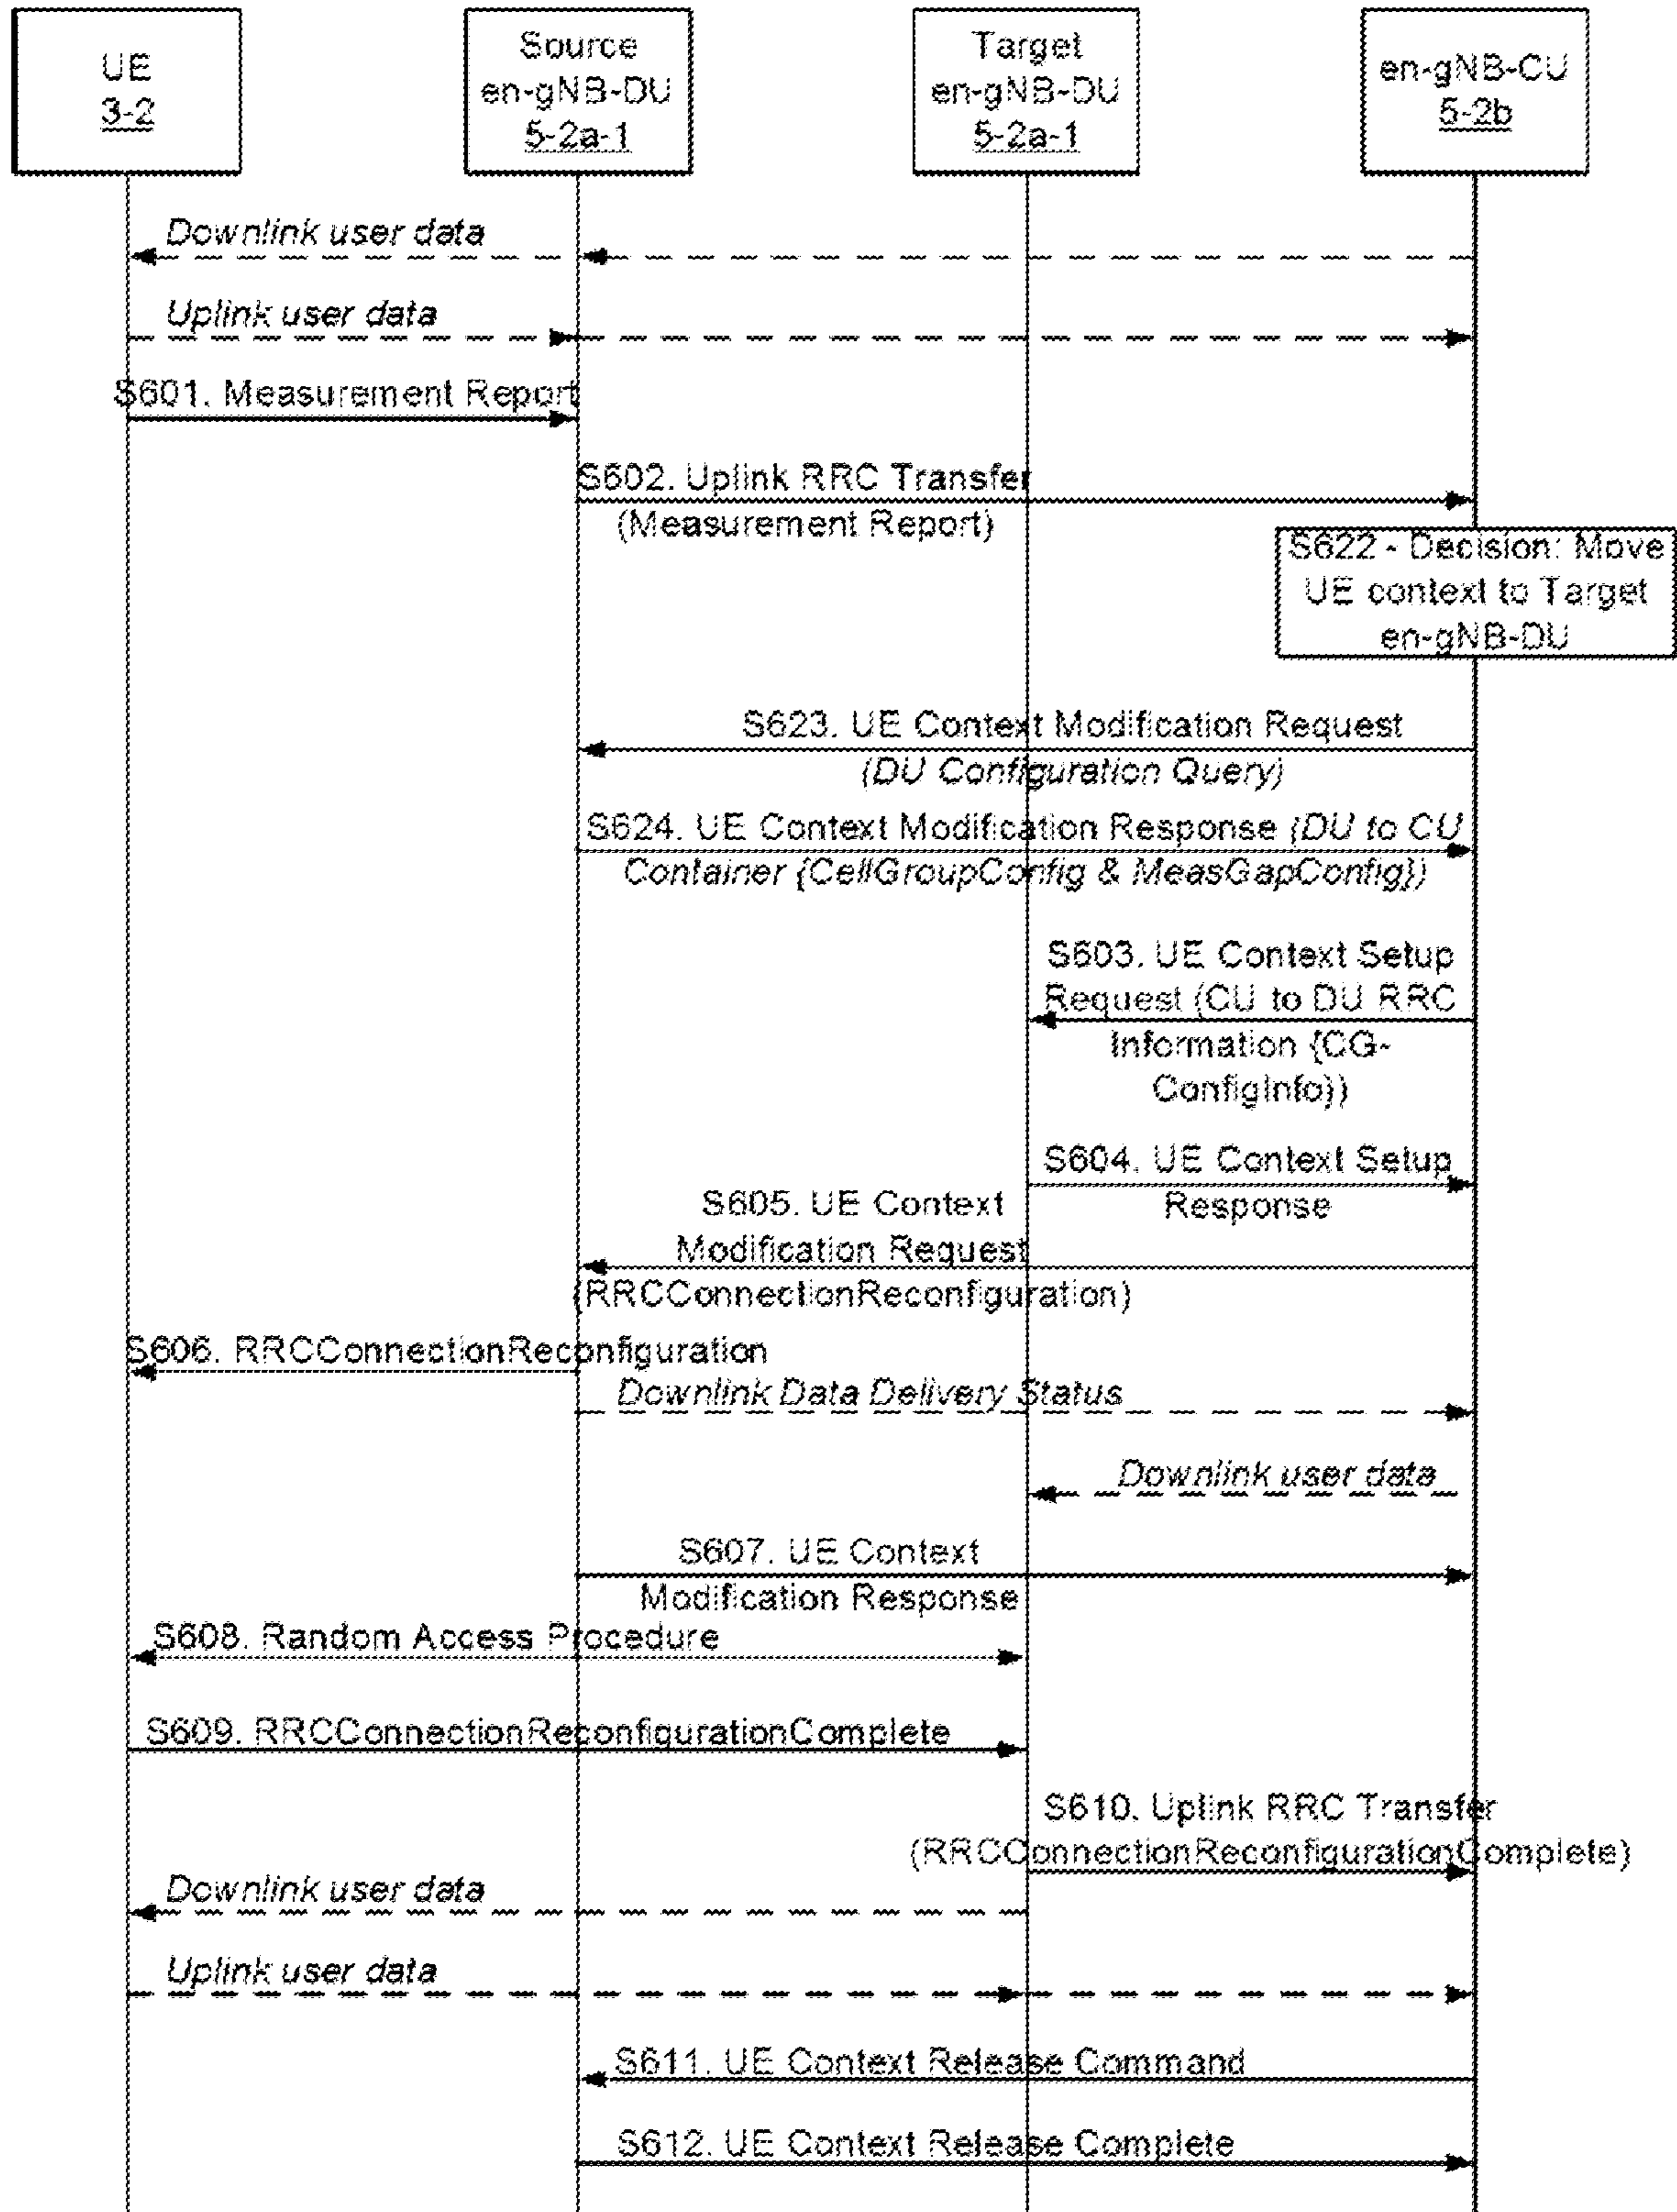 UE
3-2
Source
en-gNB-DU
5-2a-1
Target
en-gNB-DU
5-2a-1
en-gNB-CU
5-2b
Downlink user data
Uplink user data
S601. Measurement Report
S602. Uplink RRC Transfer
(Measurement Report)
S622 - Decision: Move
UE context to Target
en-gNB-DU
S623. UE Context Modification Request
(DU Configuration Query)
S624. UE Context Modification Response (DU to CU
Container {CellGroupConfig & MeasGapConfig})
S603. UE Context Setup
Request (CU to DU RRC
Information {CG-
ConfigInfo})
S604. UE Context Setup
Response
S605. UE Context
Modification Request
(RRCConnectionReconfiguration)
S606. RRCConnectionReconfiguration
Downlink Data Delivery Status
Downlink user data
S607. UE Context
Modification Response
S608. Random Access Procedure
S609. RRCConnectionReconfigurationComplete
S610. Uplink RRC Transfer
(RRCConnectionReconfigurationComplete)
Downlink user data
Uplink user data
S611. UE Context Release Command
S612. UE Context Release Complete